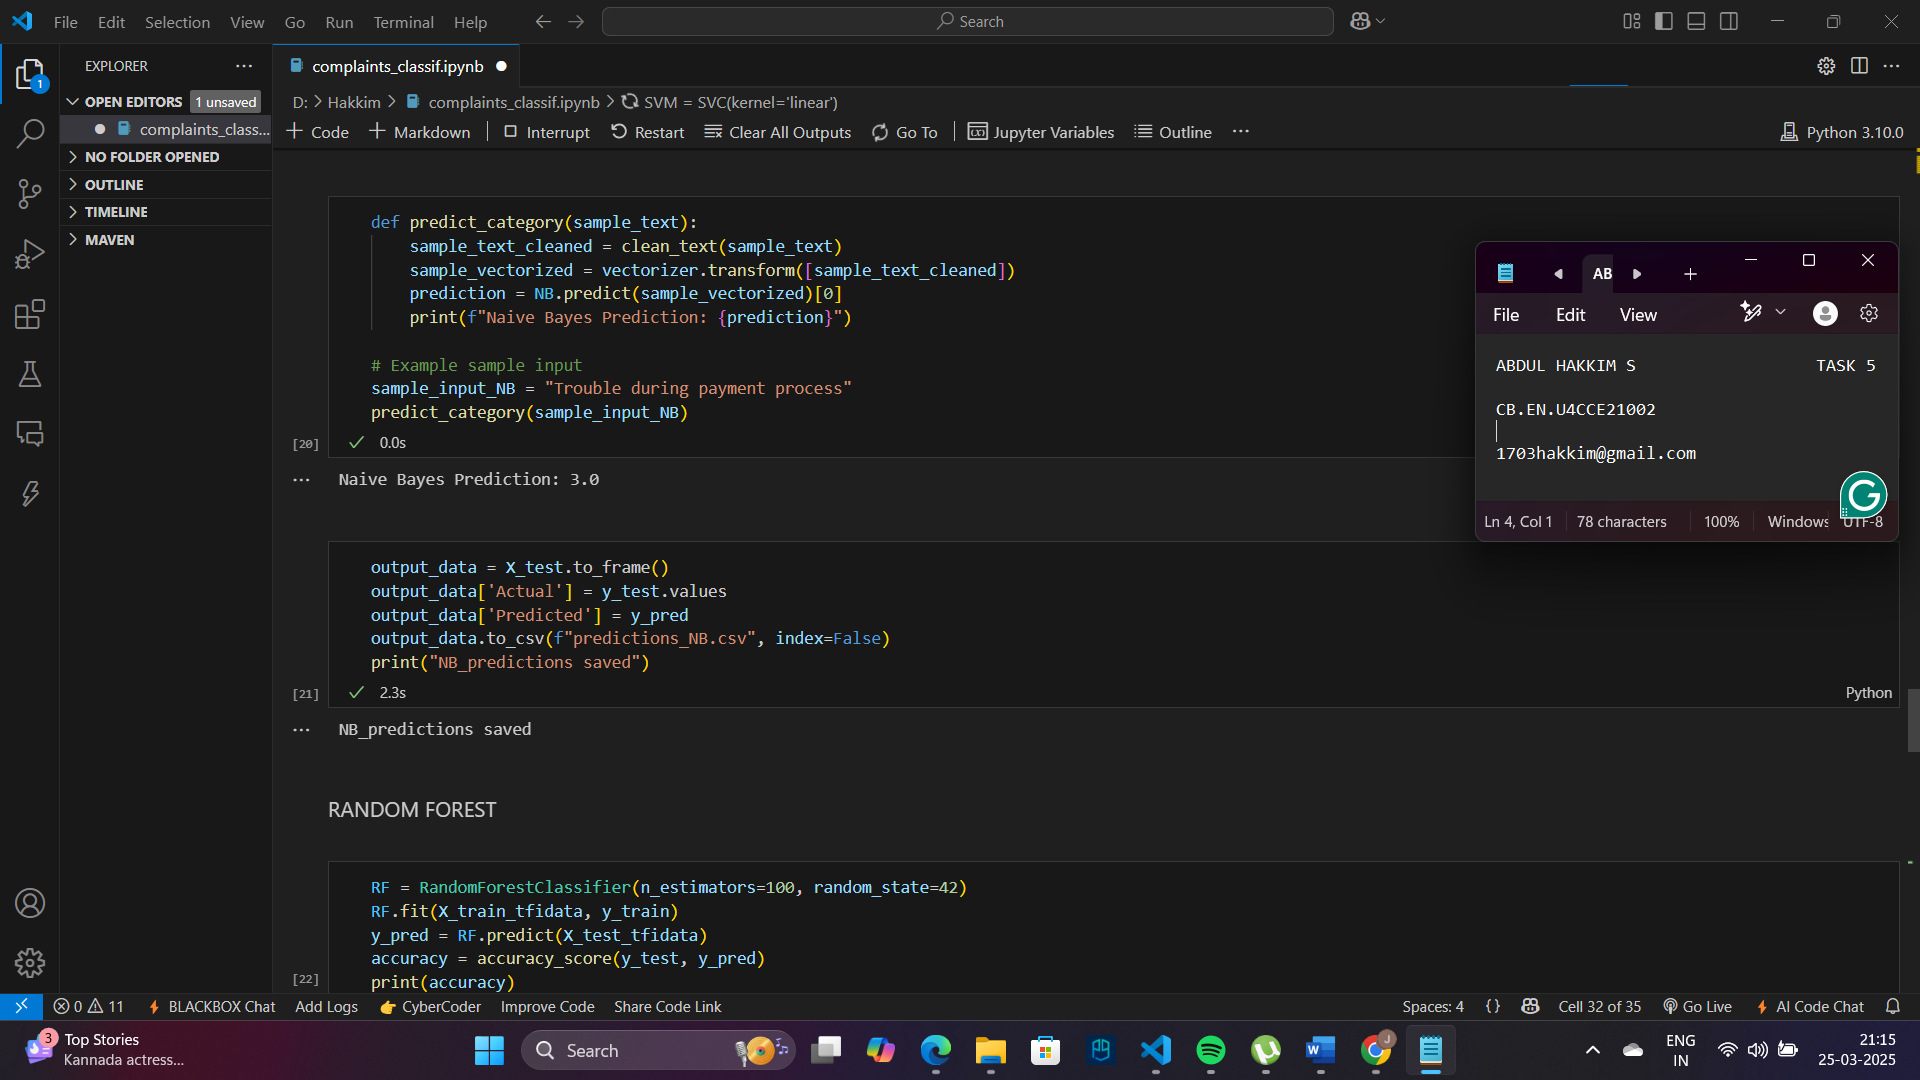 File Edit Selection View Go Run Terminal Help
Search
EXPLORER
OPEN EDITORS 1 unsaved
complaints_class...
NO FOLDER OPENED
OUTLINE
TIMELINE
MAVEN
complaints_classif.ipynb
D: > Hakkim > complaints_classif.ipynb > SVM = SVC(kernel='linear')
+ Code + Markdown Interrupt Restart Clear All Outputs Go To Jupyter Variables Outline ...
Python 3.10.0
def predict_category(sample_text):
    sample_text_cleaned = clean_text(sample_text)
    sample_vectorized = vectorizer.transform([sample_text_cleaned])
    prediction = NB.predict(sample_vectorized)[0]
    print(f"Naive Bayes Prediction: {prediction}")
# Example sample input
sample_input_NB = "Trouble during payment process"
predict_category(sample_input_NB)
[20] 0.0s
... Naive Bayes Prediction: 3.0
output_data = X_test.to_frame()
output_data['Actual'] = y_test.values
output_data['Predicted'] = y_pred
output_data.to_csv(f"predictions_NB.csv", index=False)
print("NB_predictions saved")
[21] 2.3s
Python
... NB_predictions saved
RANDOM FOREST
RF = RandomForestClassifier(n_estimators=100, random_state=42)
RF.fit(X_train_tfidata, y_train)
y_pred = RF.predict(X_test_tfidata)
accuracy = accuracy_score(y_test, y_pred)
print(accuracy)
[22]
AB
File Edit View
ABDUL HAKKIM S TASK 5
CB.EN.U4CCE21002
1703hakkim@gmail.com
Ln 4, Col 1 78 characters 100% Windows UTF-8
0 11 BLACKBOX Chat Add Logs CyberCoder Improve Code Share Code Link
Spaces: 4 {} Cell 32 of 35 Go Live AI Code Chat
3 Top Stories
Kannada actress...
Search
ENG
IN
21:15
25-03-2025